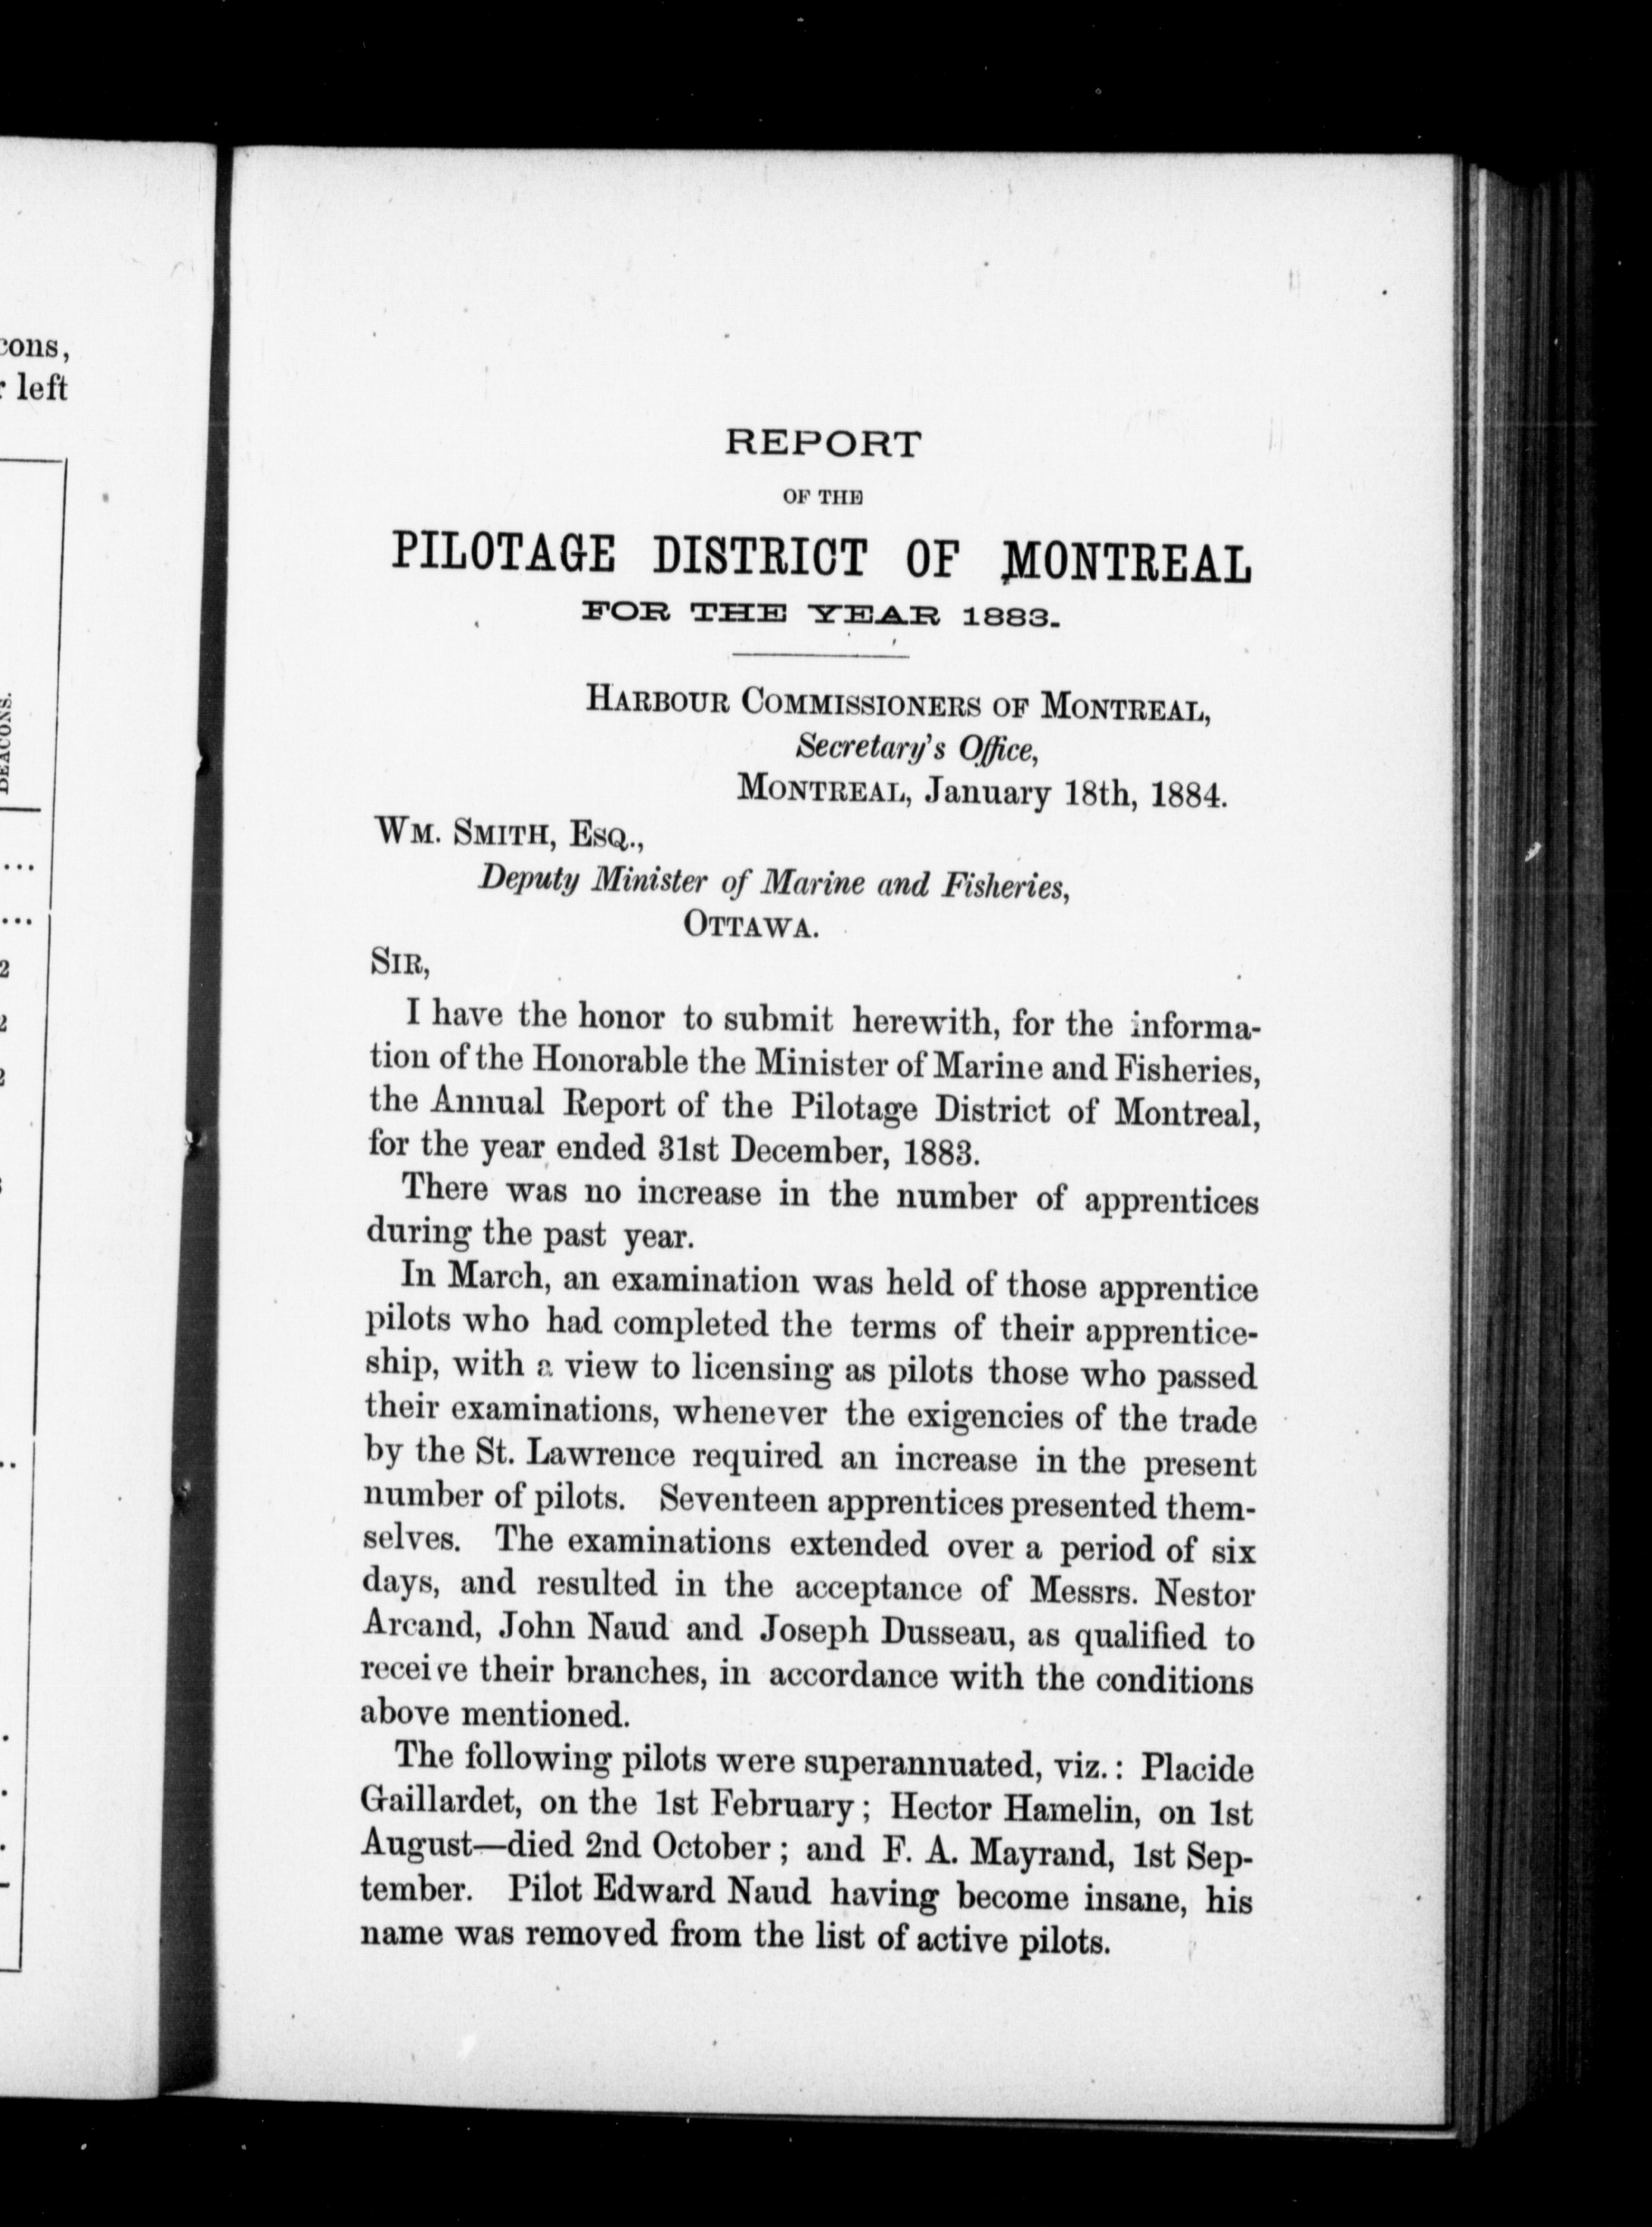 cons,
left
BEACONS.
...
...
2
2
2
REPORT
OF THE
PILOTAGE DISTRICT OF MONTREAL
FOR THE YEAR 1883.
HARBOUR COMMISSIONERS OF MONTREAL,
Secretary's Office,
MONTREAL, January 18th, 1884.
WM. SMITH, ESQ.,
Deputy Minister of Marine and Fisheries,
OTTAWA.
SIR,
I have the honor to submit herewith, for the informa-
tion of the Honorable the Minister of Marine and Fisheries,
the Annual Report of the Pilotage District of Montreal,
for the year ended 31st December, 1883.
There was no increase in the number of apprentices
during the past year.
In March, an examination was held of those apprentice
pilots who had completed the terms of their apprentice-
ship, with a view to licensing as pilots those who passed
their examinations, whenever the exigencies of the trade
by the St. Lawrence required an increase in the present
number of pilots. Seventeen apprentices presented them-
selves. The examinations extended over a period of six
days, and resulted in the acceptance of Messrs. Nestor
Arcand, John Naud and Joseph Dusseau, as qualified to
receive their branches, in accordance with the conditions
above mentioned.
The following pilots were superannuated, viz.: Placide
Gaillardet, on the 1st February; Hector Hamelin, on 1st
August—died 2nd October; and F. A. Mayrand, 1st Sep-
tember. Pilot Edward Naud having become insane, his
name was removed from the list of active pilots.